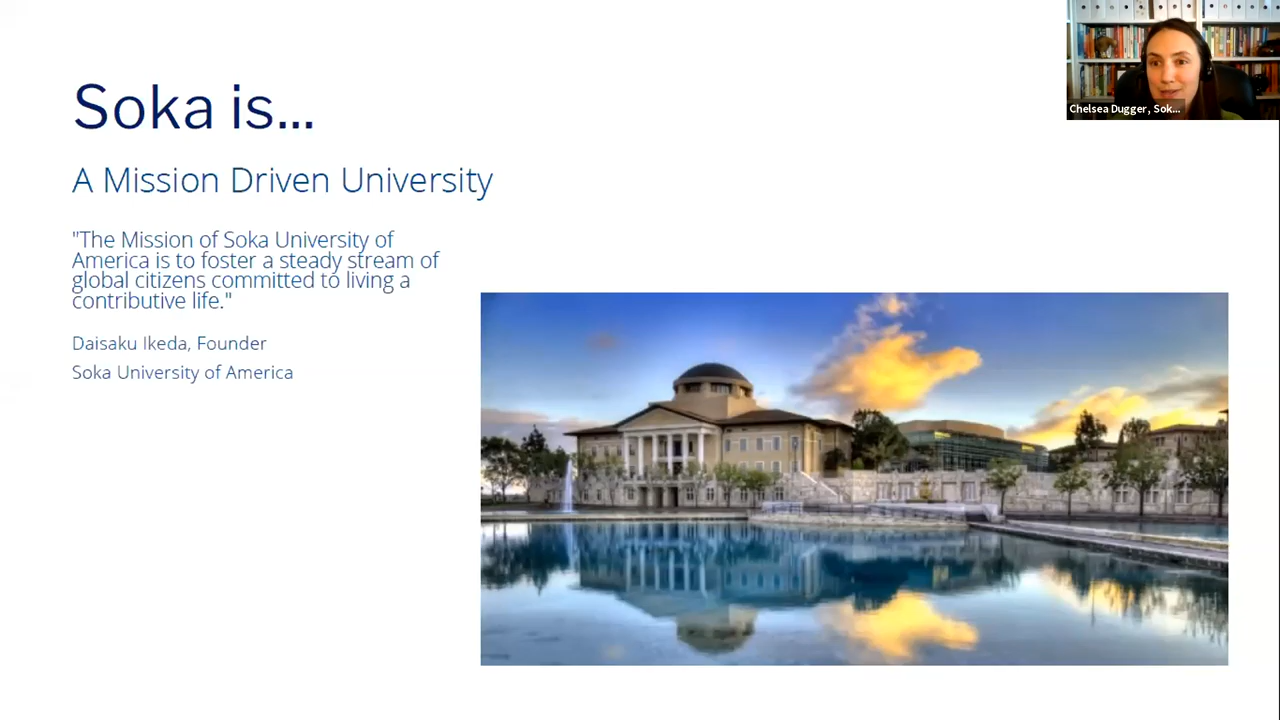 Soka is...
A Mission Driven University
"The Mission of Soka University of
America is to foster a steady stream of
global citizens committed to living a
contributive life."
Daisaku Ikeda, Founder
Soka University of America
Chelsea Dugger, Sok...